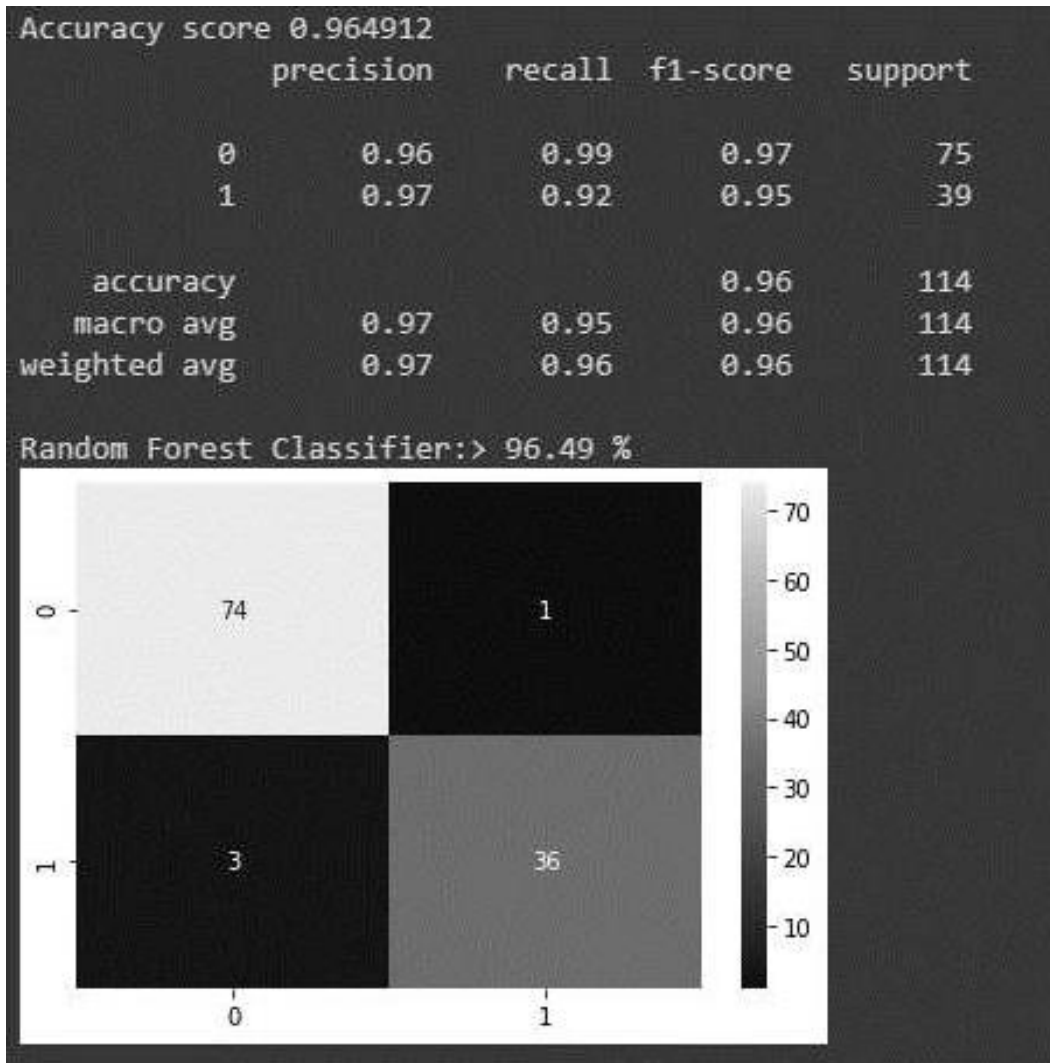 Accuracy score 0.964912
precision recall f1-score support
0 0.96 0.99 0.97 75
1 0.97 0.92 0.95 39
accuracy 0.96 114
macro avg 0.97 0.95 0.96 114
weighted avg 0.97 0.96 0.96 114
Random Forest Classifier:> 96.49 %
70
60
0 74 1
50
40
30
1 3 36
20
10
0 1